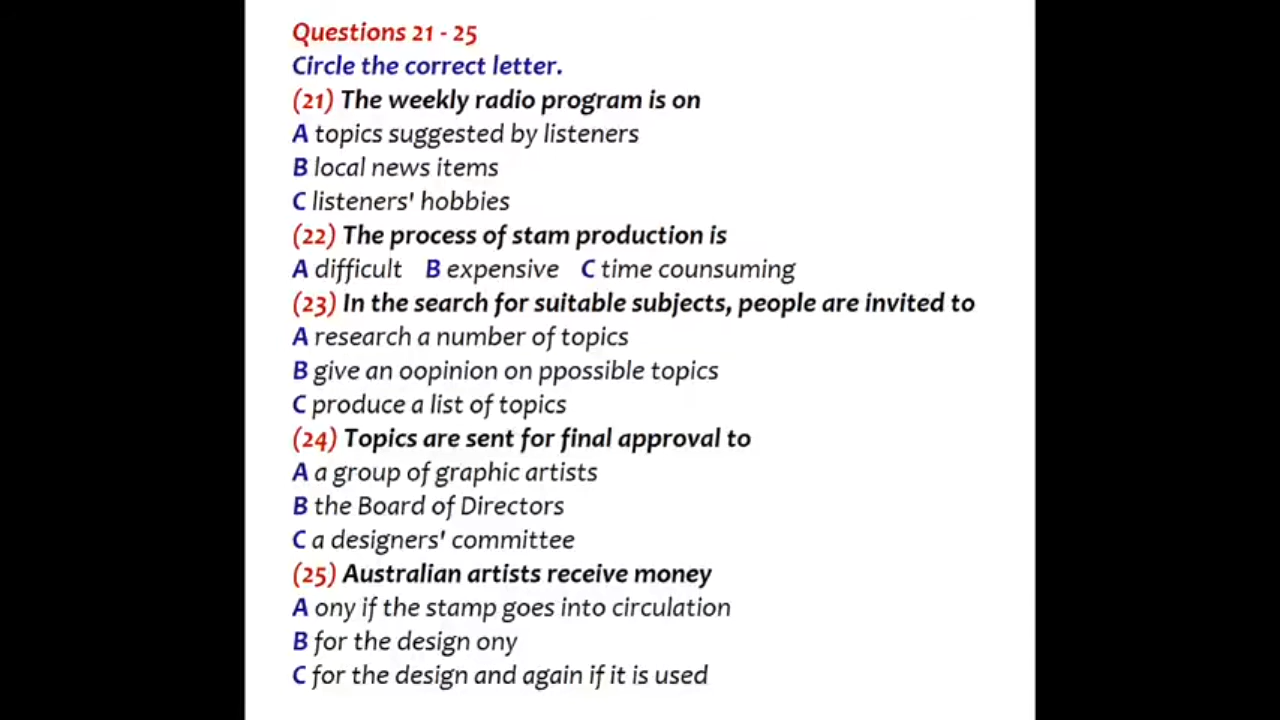 Questions 21 - 25
Circle the correct letter.
(21) The weekly radio program is on
A topics suggested by listeners
B local news items
C listeners' hobbies
(22) The process of stam production is
A difficult B expensive C time counsuming
(23) In the search for suitable subjects, people are invited to
A research a number of topics
B give an oopinion on ppossible topics
C produce a list of topics
(24) Topics are sent for final approval to
A a group of graphic artists
B the Board of Directors
C a designers' committee
(25) Australian artists receive money
A ony if the stamp goes into circulation
B for the design ony
C for the design and again if it is used